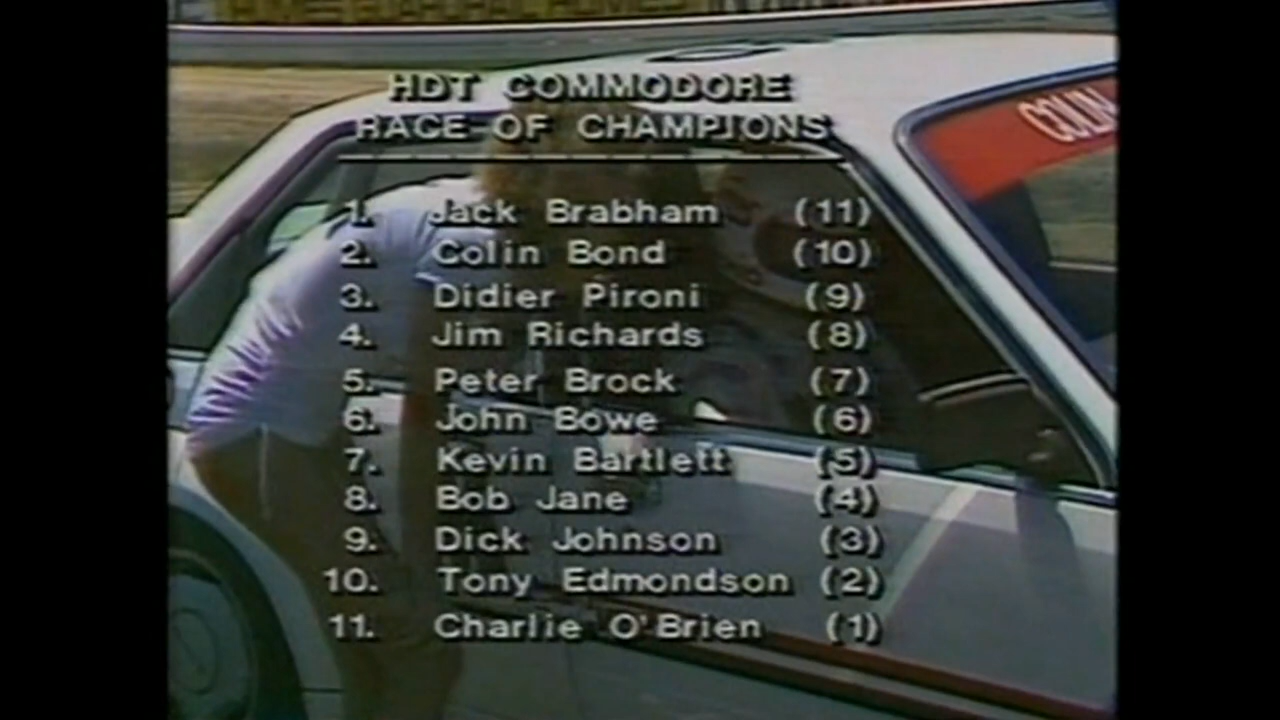 HDT COMMODORE
RACE OF CHAMPIONS
1. Jack Brabham (11)
2. Colin Bond (10)
3. Didier Pironi (9)
4. Jim Richards (8)
5. Peter Brock (7)
6. John Bowe (6)
7. Kevin Bartlett (5)
8. Bob Jane (4)
9. Dick Johnson (3)
10. Tony Edmondson (2)
11. Charlie O'Brien (1)
COLIN